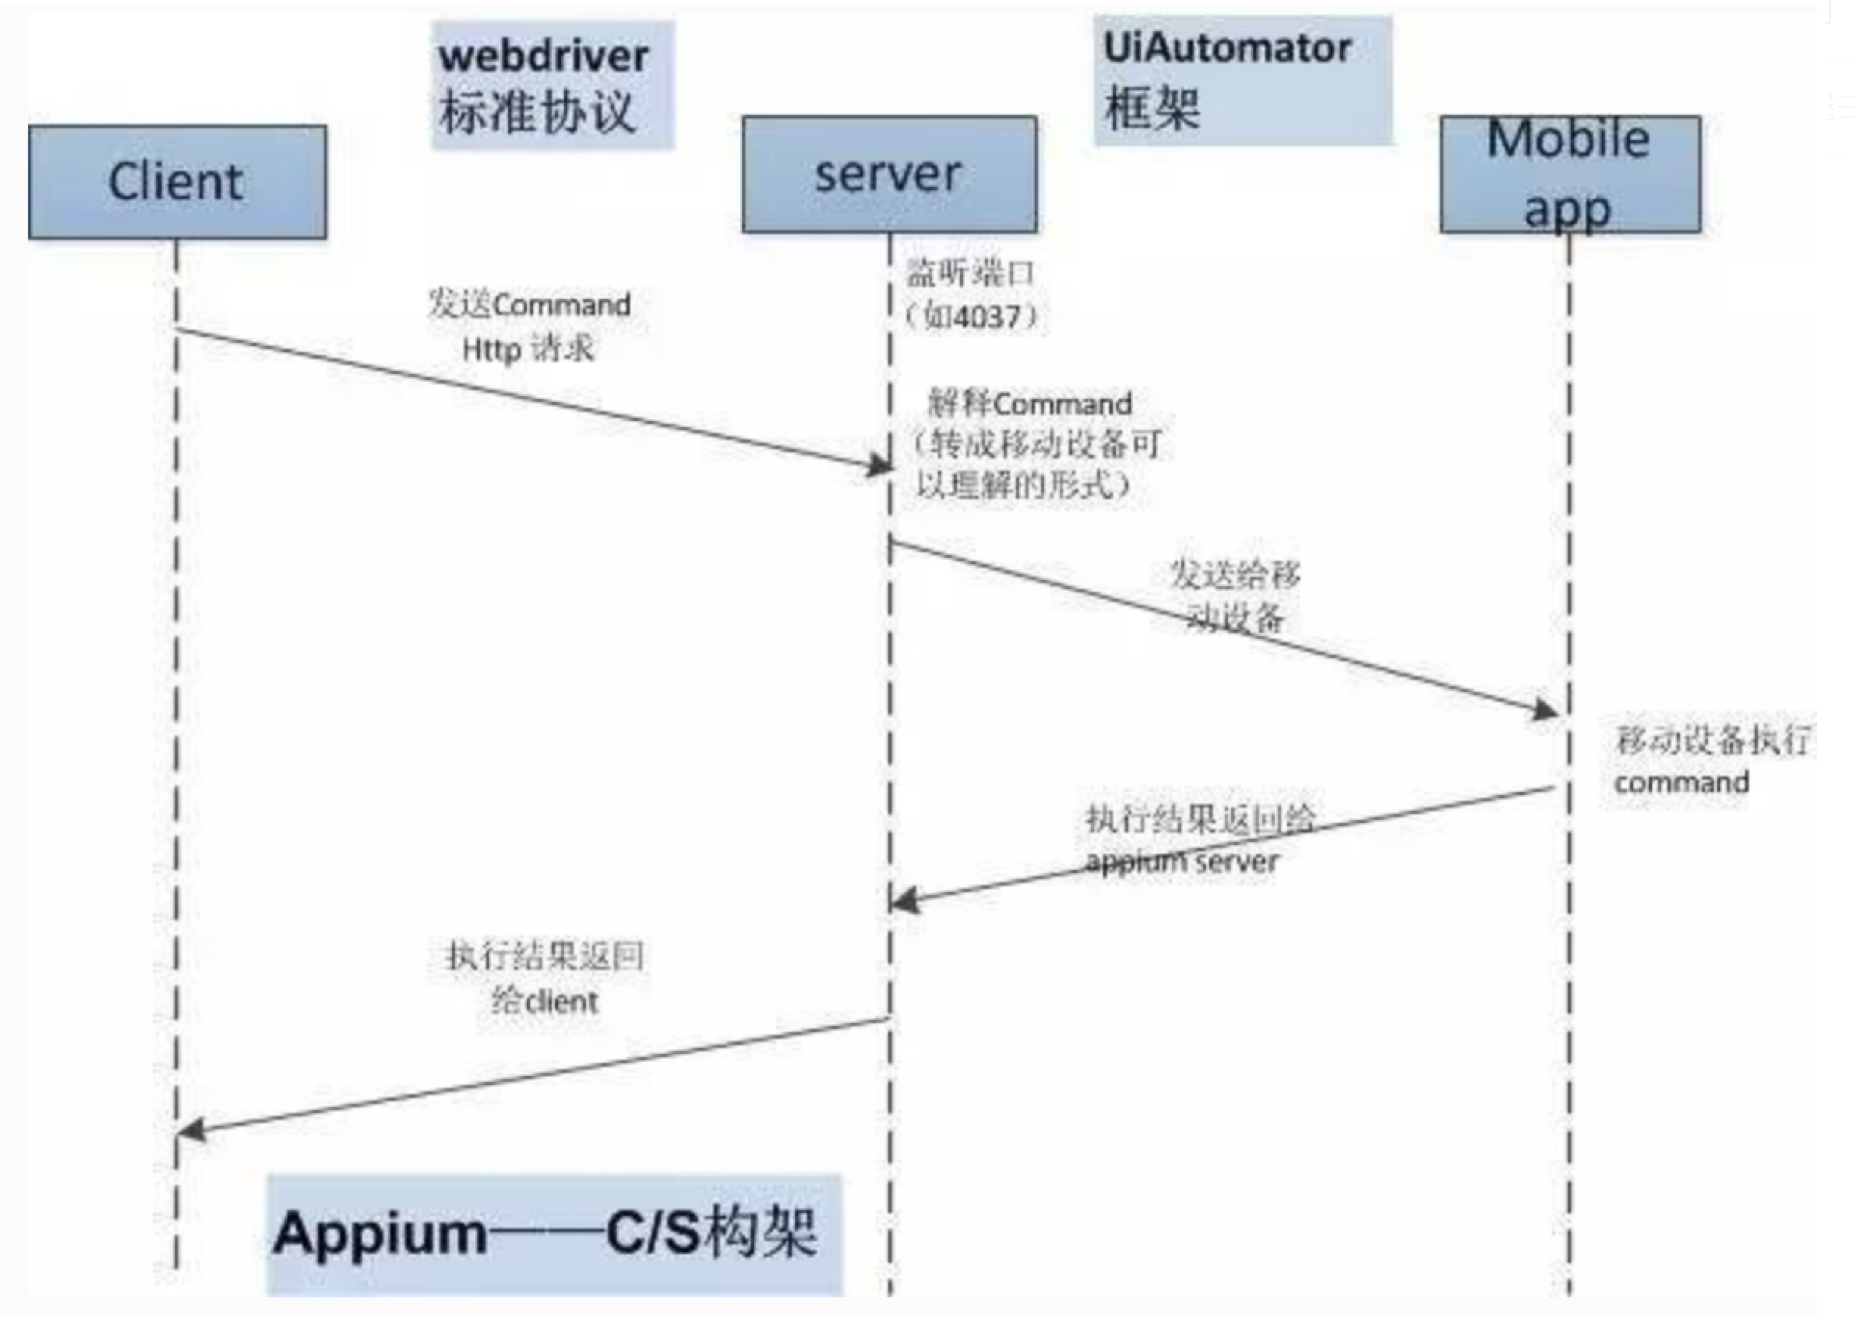 webdriver
标准协议
UiAutomator
框架
Client
server
Mobile
app
监听端口
（如4037）
发送Command
Http 请求
解释Command
（转成移动设备可
以理解的形式）
发送给移
动设备
移动设备执行
command
执行结果返回给
appium server
执行结果返回
给client
Appium——C/S构架